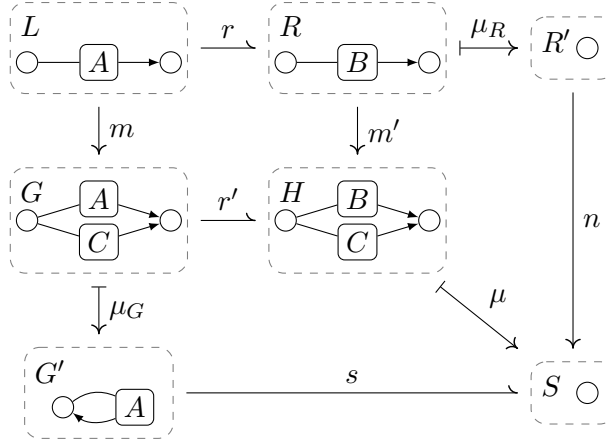 L r R μ_R R′
A B
m m′ n
G r′ H
A B
C C
μ_G μ
G′ s S
A